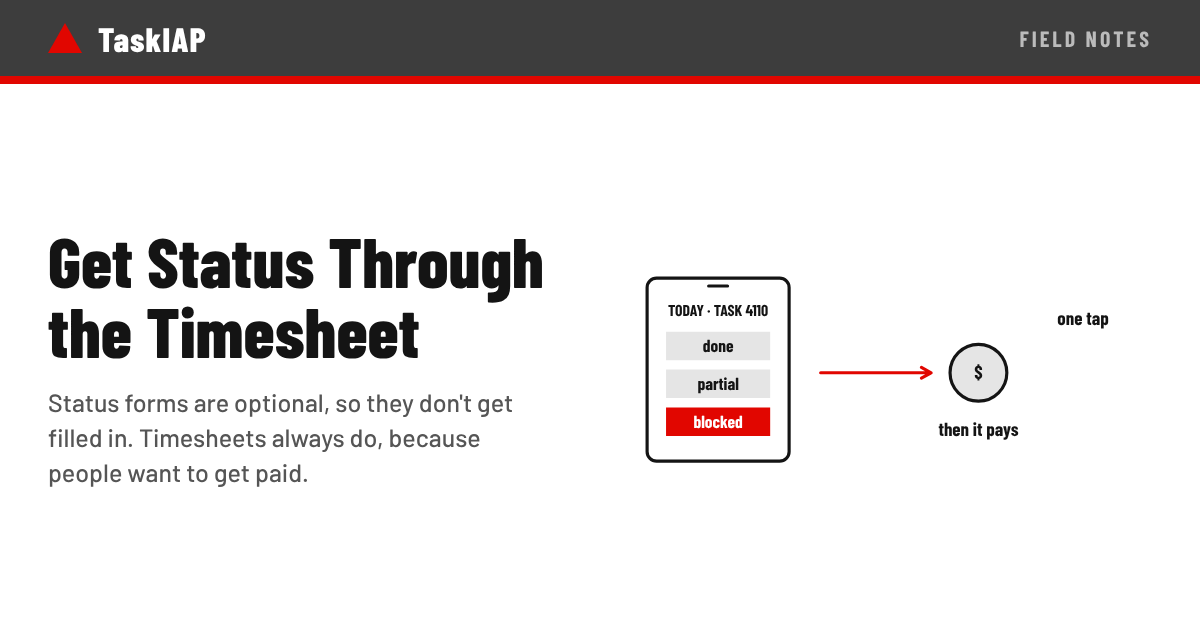 TaskIAP
FIELD NOTES
Get Status Through
the Timesheet
Status forms are optional, so they don't get
filled in. Timesheets always do, because
people want to get paid.
TODAY · TASK 4110
done
partial
blocked
one tap
$
then it pays